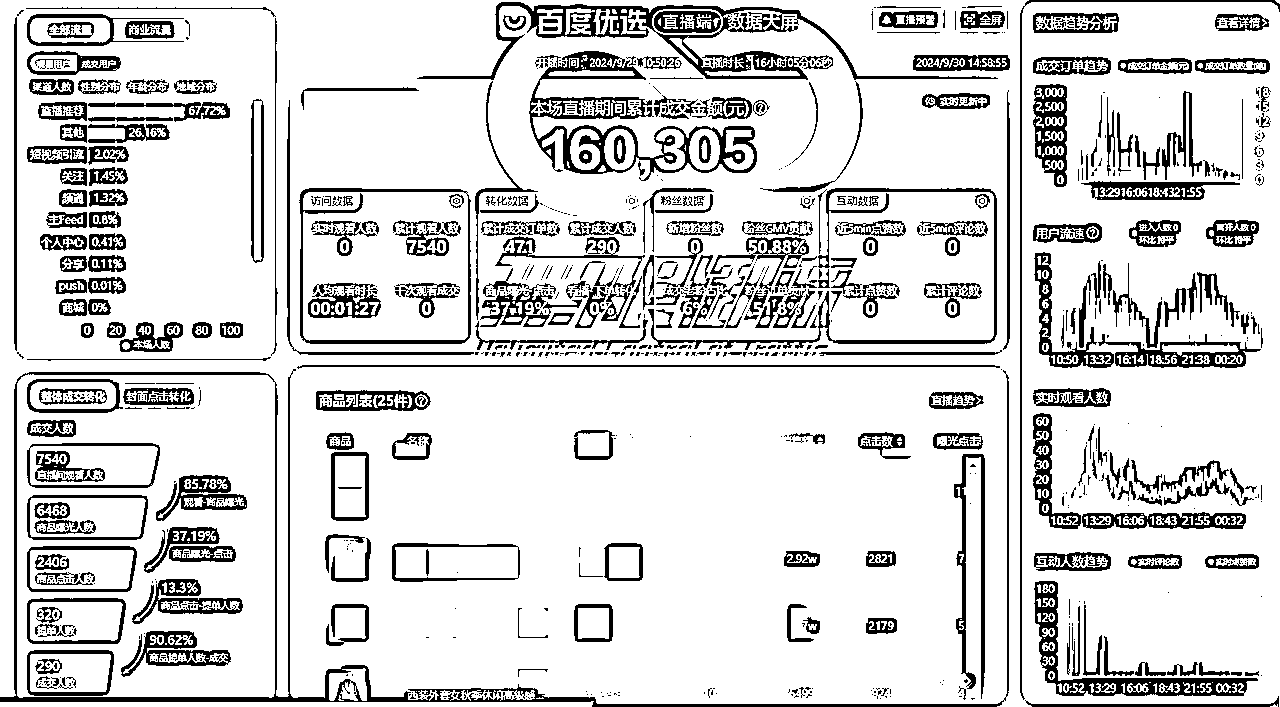 百度优选 直播端 数据大屏
直播预警 全屏
开播时间：2024/9/29 10:50:26 直播时长：16小时05分06秒
2024/9/30 14:58:55
全部流量 商业流量
观看用户 成交用户
渠道人数 性别分布 年龄分布 地域分布
直播推荐 67.72%
其他 26.16%
短视频引流 2.02%
关注 1.45%
频道 1.32%
主Feed 0.8%
个人中心 0.41%
分享 0.11%
push 0.01%
商城 0%
0 20 40 60 80 100
本场人数
本场直播期间累计成交金额(元)
实时更新中
160,305
访问数据
实时观看人数 累计观看人数
0 7540
人均观看时长 千次观看成交
00:01:27 0
转化数据
累计成交订单数 累计成交人数
471 290
商品曝光-点击
37.19% 0%
粉丝数据
新增粉丝数 粉丝GMV贡献
0 50.88%
51.8%
互动数据
近5min点赞数 近5min评论数
0 0
累计点赞数 累计评论数
0 0
整体成交转化 封面点击转化
成交人数
7540
直播间观看人数
85.78%
观看-商品曝光
6468
商品曝光人数
37.19%
商品曝光-点击
2406
商品点击人数
13.3%
商品点击-提单人数
320
提单人数
90.62%
商品提单人数-成交
290
成交人数
商品列表(25件)
直播趋势
商品 名称 点击数 曝光点击
2.92w 2821
2179
西装外套女秋季休闲高级感
924
数据趋势分析 查看详情
成交订单趋势 成交订单金额(元) 成交订单数量(单)
3,000
2,500
2,000
1,500
1,000
500
0
18
15
12
13:29 16:06 18:43 21:55
用户流速 进入人数 0 环比 持平 离开人数 0 环比 持平
12
10
8
6
4
2
0
10:50 13:32 16:14 18:56 21:38 00:20
实时观看人数
60
50
40
30
20
10
0
10:52 13:29 16:06 18:43 21:55 00:32
互动人数趋势 实时评论数 实时点赞数
180
150
120
90
60
30
0
10:52 13:29 16:06 18:43 21:55 00:32